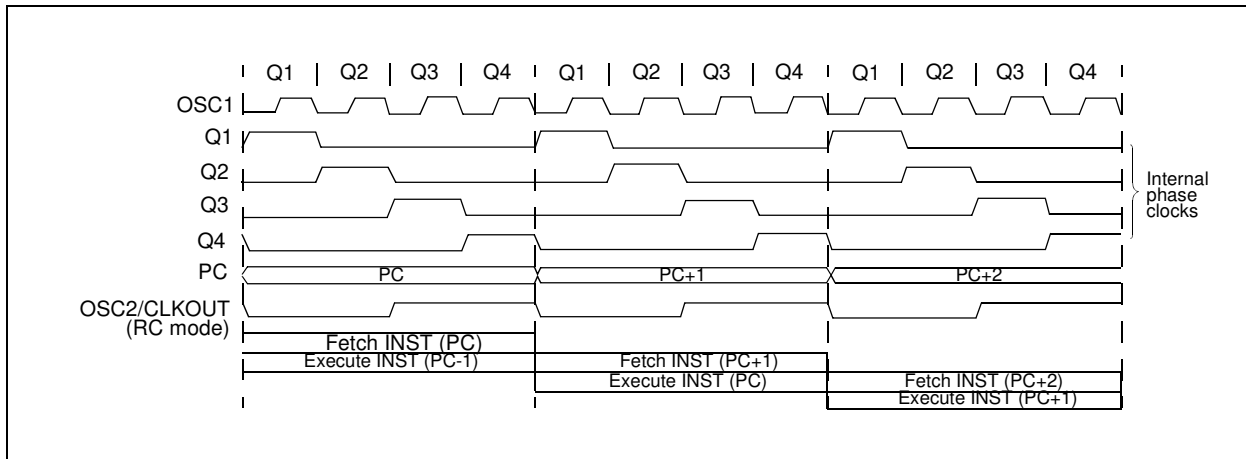 Q1 Q2 Q3 Q4 Q1 Q2 Q3 Q4 Q1 Q2 Q3 Q4
OSC1
Q1
Q2
Q3
Q4
PC PC PC+1 PC+2
OSC2/CLKOUT
(RC mode)
Internal
phase
clocks
Fetch INST (PC)
Execute INST (PC-1) Fetch INST (PC+1)
Execute INST (PC) Fetch INST (PC+2)
Execute INST (PC+1)